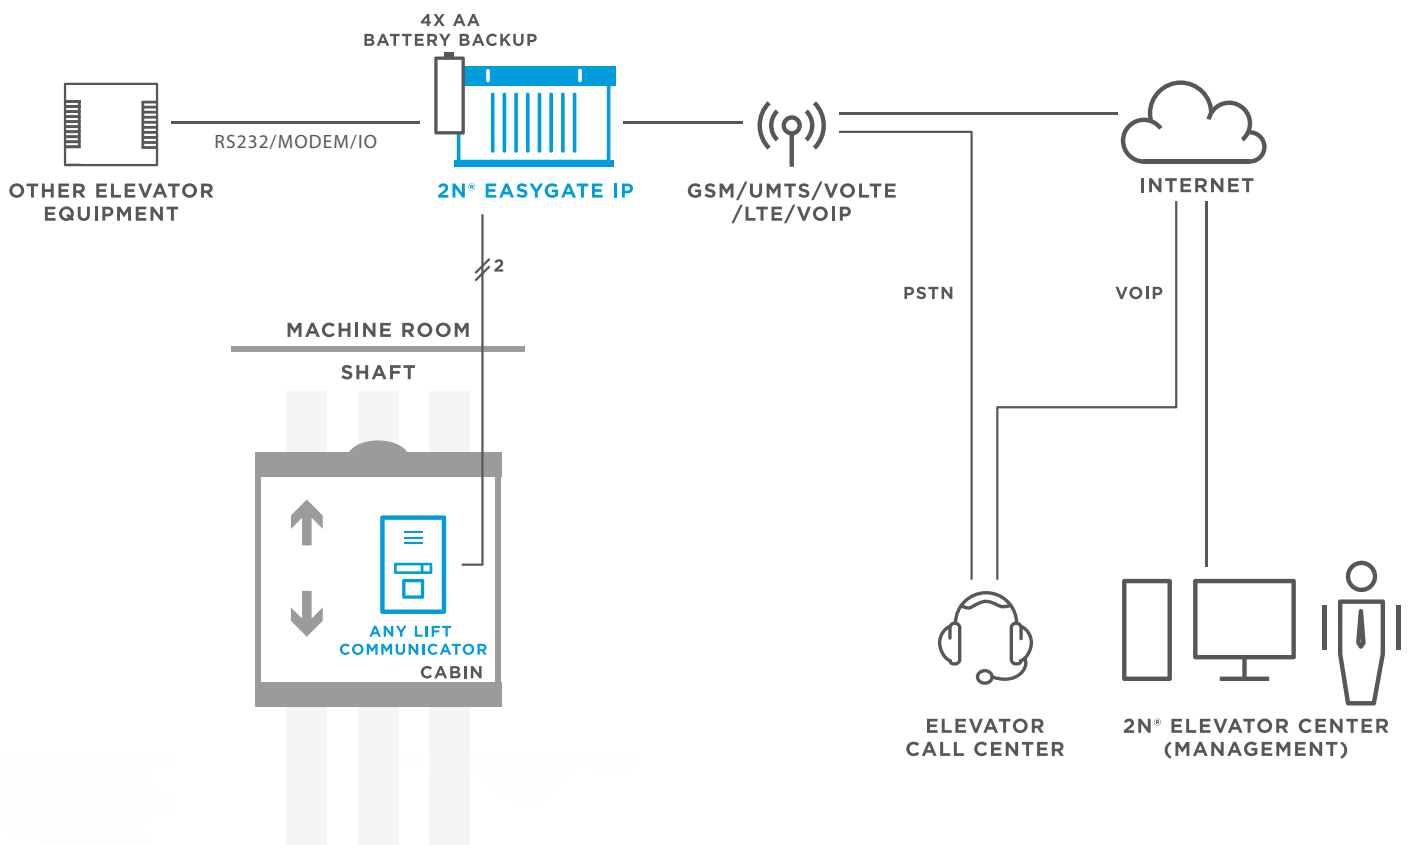 4X AA
BATTERY BACKUP
RS232/MODEM/IO
OTHER ELEVATOR
EQUIPMENT
2N® EASYGATE IP
GSM/UMTS/VOLTE
/LTE/VOIP
INTERNET
2
PSTN
VOIP
MACHINE ROOM
SHAFT
ANY LIFT
COMMUNICATOR
CABIN
ELEVATOR
CALL CENTER
2N® ELEVATOR CENTER
(MANAGEMENT)